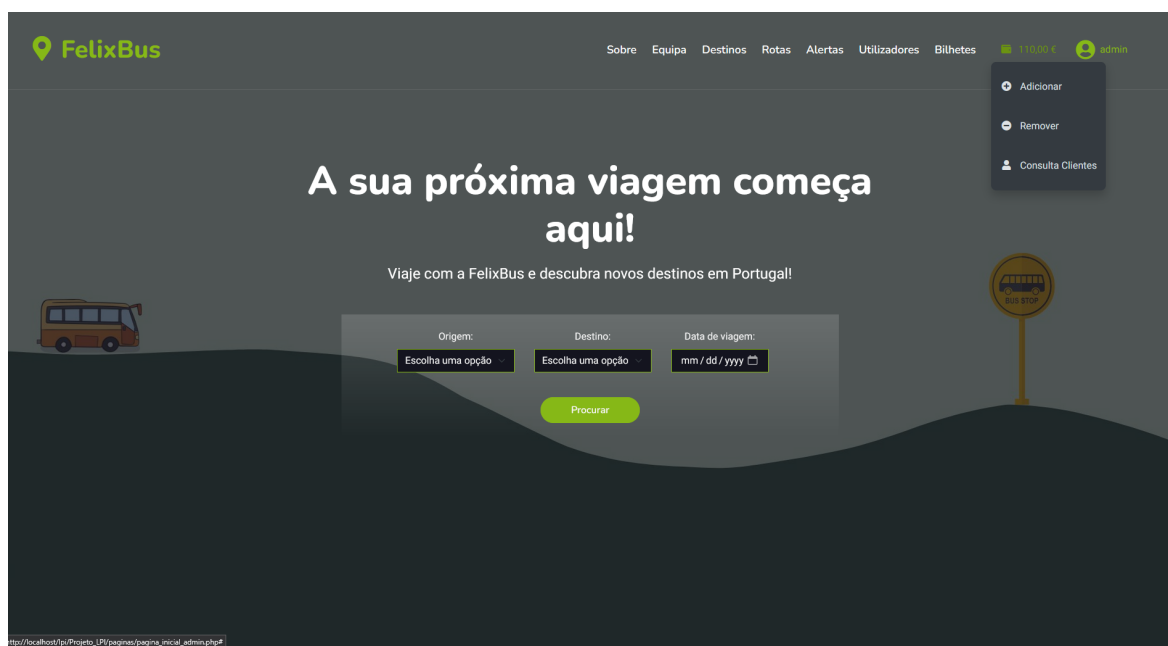 FelixBus
Sobre Equipa Destinos Rotas Alertas Utilizadores Bilhetes 110,00 € admin
Adicionar
Remover
Consulta Clientes
A sua próxima viagem começa
aqui!
Viaje com a FelixBus e descubra novos destinos em Portugal!
BUS STOP
Origem: Destino: Data de viagem:
Escolha uma opção Escolha uma opção mm / dd / yyyy
Procurar
ttp://localhost/lpi/Projeto_LPI/paginas/pagina_inicial_admin.php#